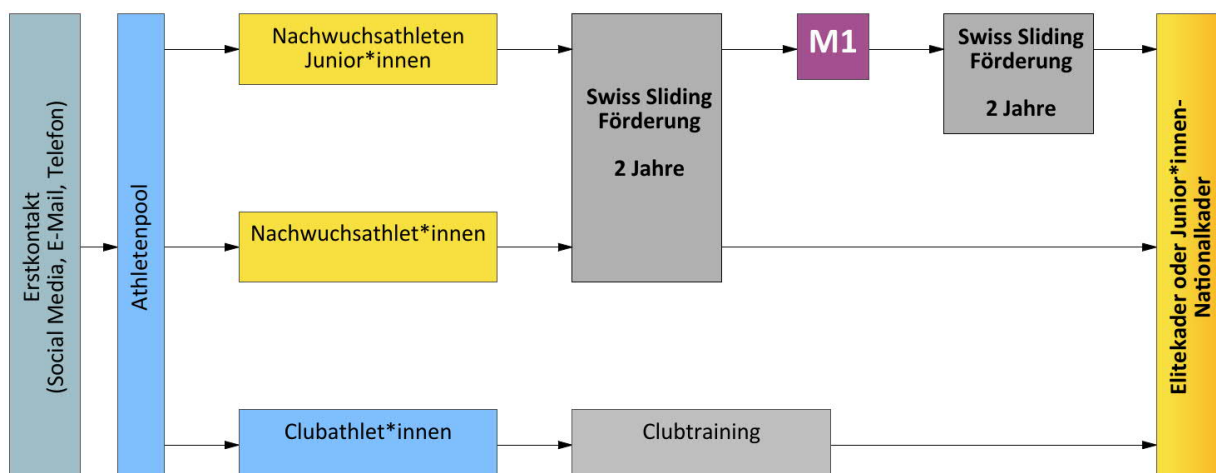 Erstkontakt
(Social Media, E-Mail, Telefon)
Athletenpool
Nachwuchsathleten
Junior*innen
Nachwuchsathlet*innen
Clubathlet*innen
Swiss Sliding
Förderung
2 Jahre
Clubtraining
M1
Swiss Sliding
Förderung
2 Jahre
Elitekader oder Junior*innen-
Nationalkader